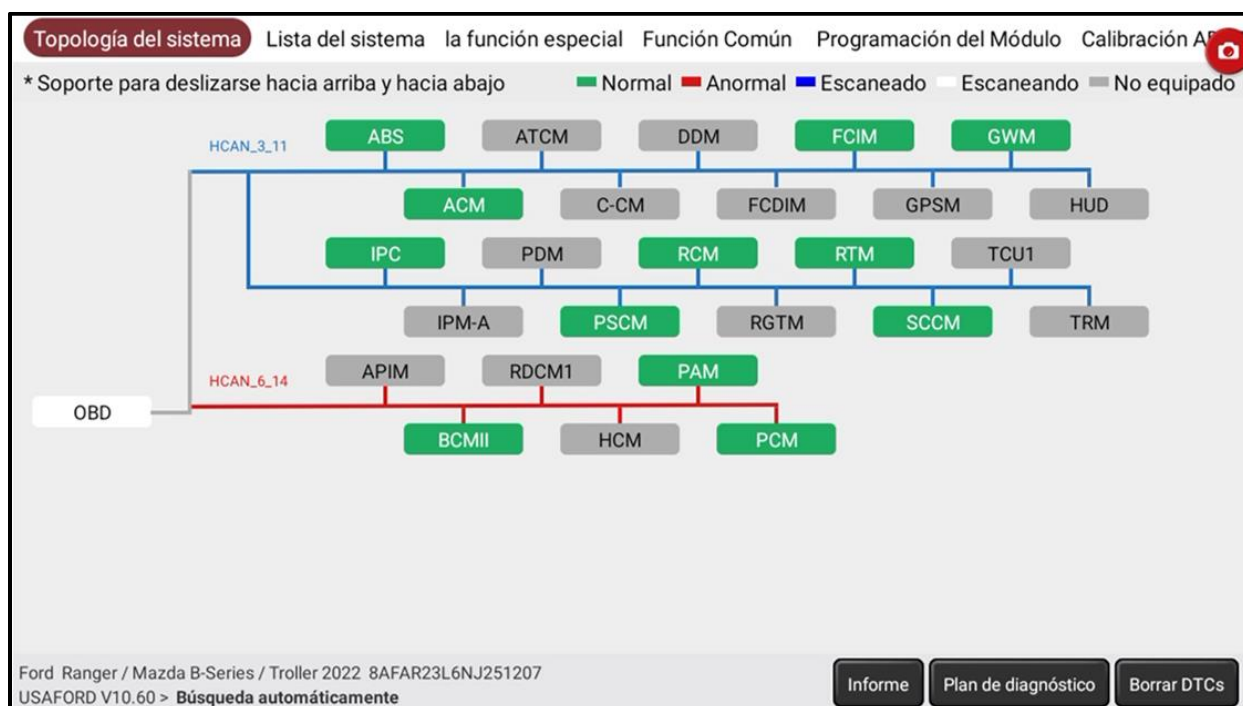 Topología del sistema Lista del sistema la función especial Función Común Programación del Módulo Calibración
* Soporte para deslizarse hacia arriba y hacia abajo Normal Anormal Escaneado Escaneando No equipado
HCAN_3_11
ABS ATCM DDM FCIM GWM
ACM C-CM FCDIM GPSM HUD
IPC PDM RCM RTM TCU1
IPM-A PSCM RGTM SCCM TRM
HCAN_6_14
APIM RDCM1 PAM
OBD
BCMII HCM PCM
Ford Ranger / Mazda B-Series / Troller 2022 8AFAR23L6NJ251207
USAFORD V10.60 > Búsqueda automáticamente
Informe Plan de diagnóstico Borrar DTCs